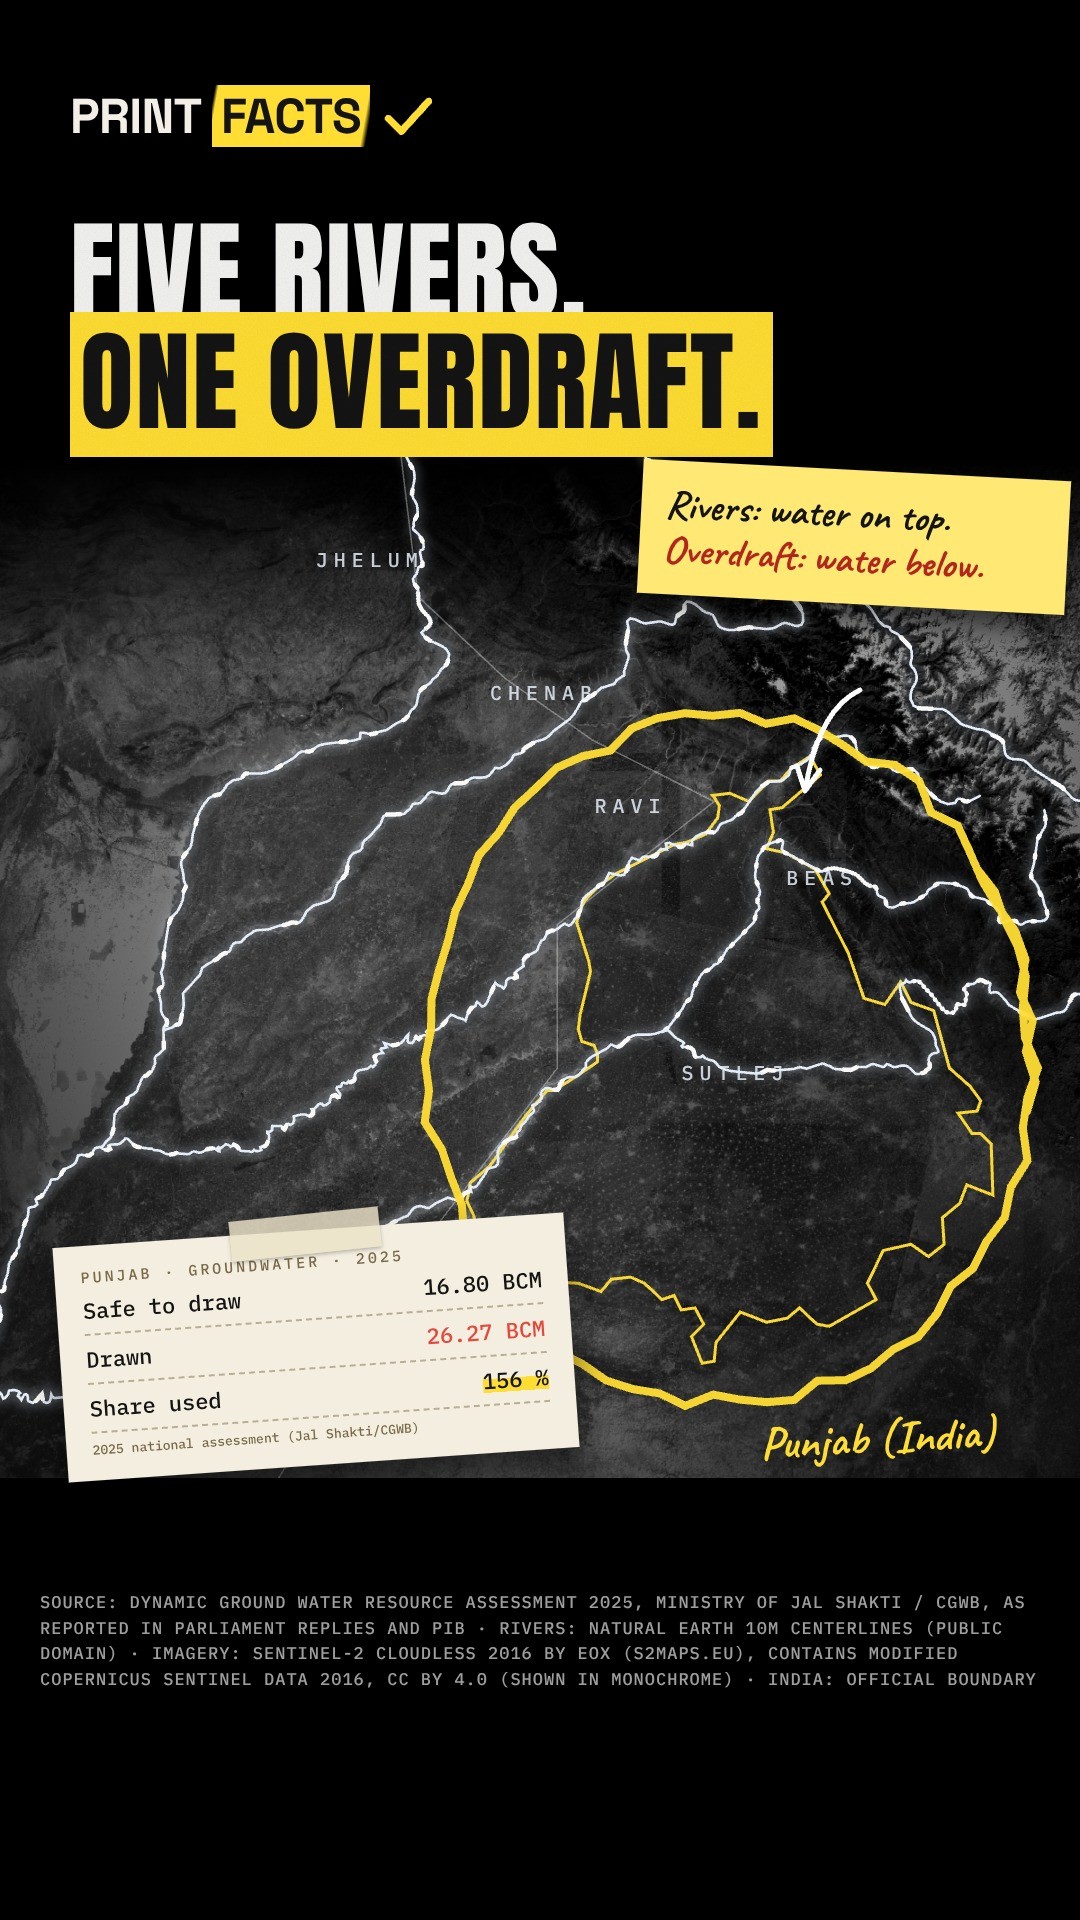 PRINT FACTS
FIVE RIVERS.
ONE OVERDRAFT.
Rivers: water on top.
Overdraft: water below.
JHELUM
CHENAB
RAVI
BEAS
SUTLEJ
PUNJAB · GROUNDWATER · 2025
Safe to draw 16.80 BCM
Drawn 26.27 BCM
Share used 156 %
2025 national assessment (Jal Shakti/CGWB)
Punjab (India)
SOURCE: DYNAMIC GROUND WATER RESOURCE ASSESSMENT 2025, MINISTRY OF JAL SHAKTI / CGWB, AS
REPORTED IN PARLIAMENT REPLIES AND PIB · RIVERS: NATURAL EARTH 10M CENTERLINES (PUBLIC
DOMAIN) · IMAGERY: SENTINEL-2 CLOUDLESS 2016 BY EOX (S2MAPS.EU), CONTAINS MODIFIED
COPERNICUS SENTINEL DATA 2016, CC BY 4.0 (SHOWN IN MONOCHROME) · INDIA: OFFICIAL BOUNDARY